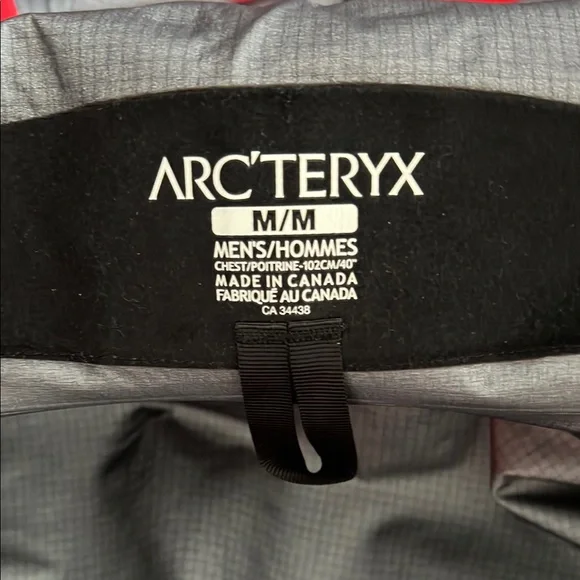 ARC'TERYX
M/M
MEN'S/HOMMES
CHEST/POITRINE-102CM/40"
MADE IN CANADA
FABRIQUÉ AU CANADA
CA 34438